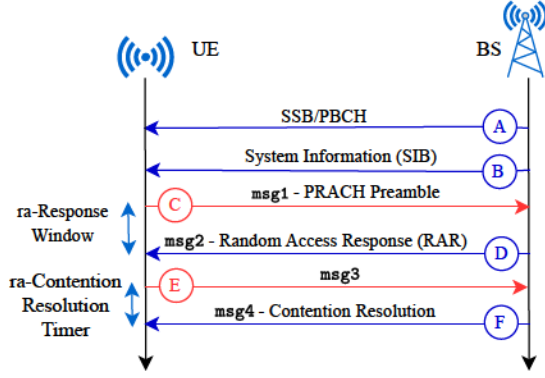 UE
BS
SSB/PBCH
A
System Information (SIB)
B
C
msg1 - PRACH Preamble
ra-Response
Window
msg2 - Random Access Response (RAR)
D
ra-Contention
Resolution
Timer
E
msg3
msg4 - Contention Resolution
F